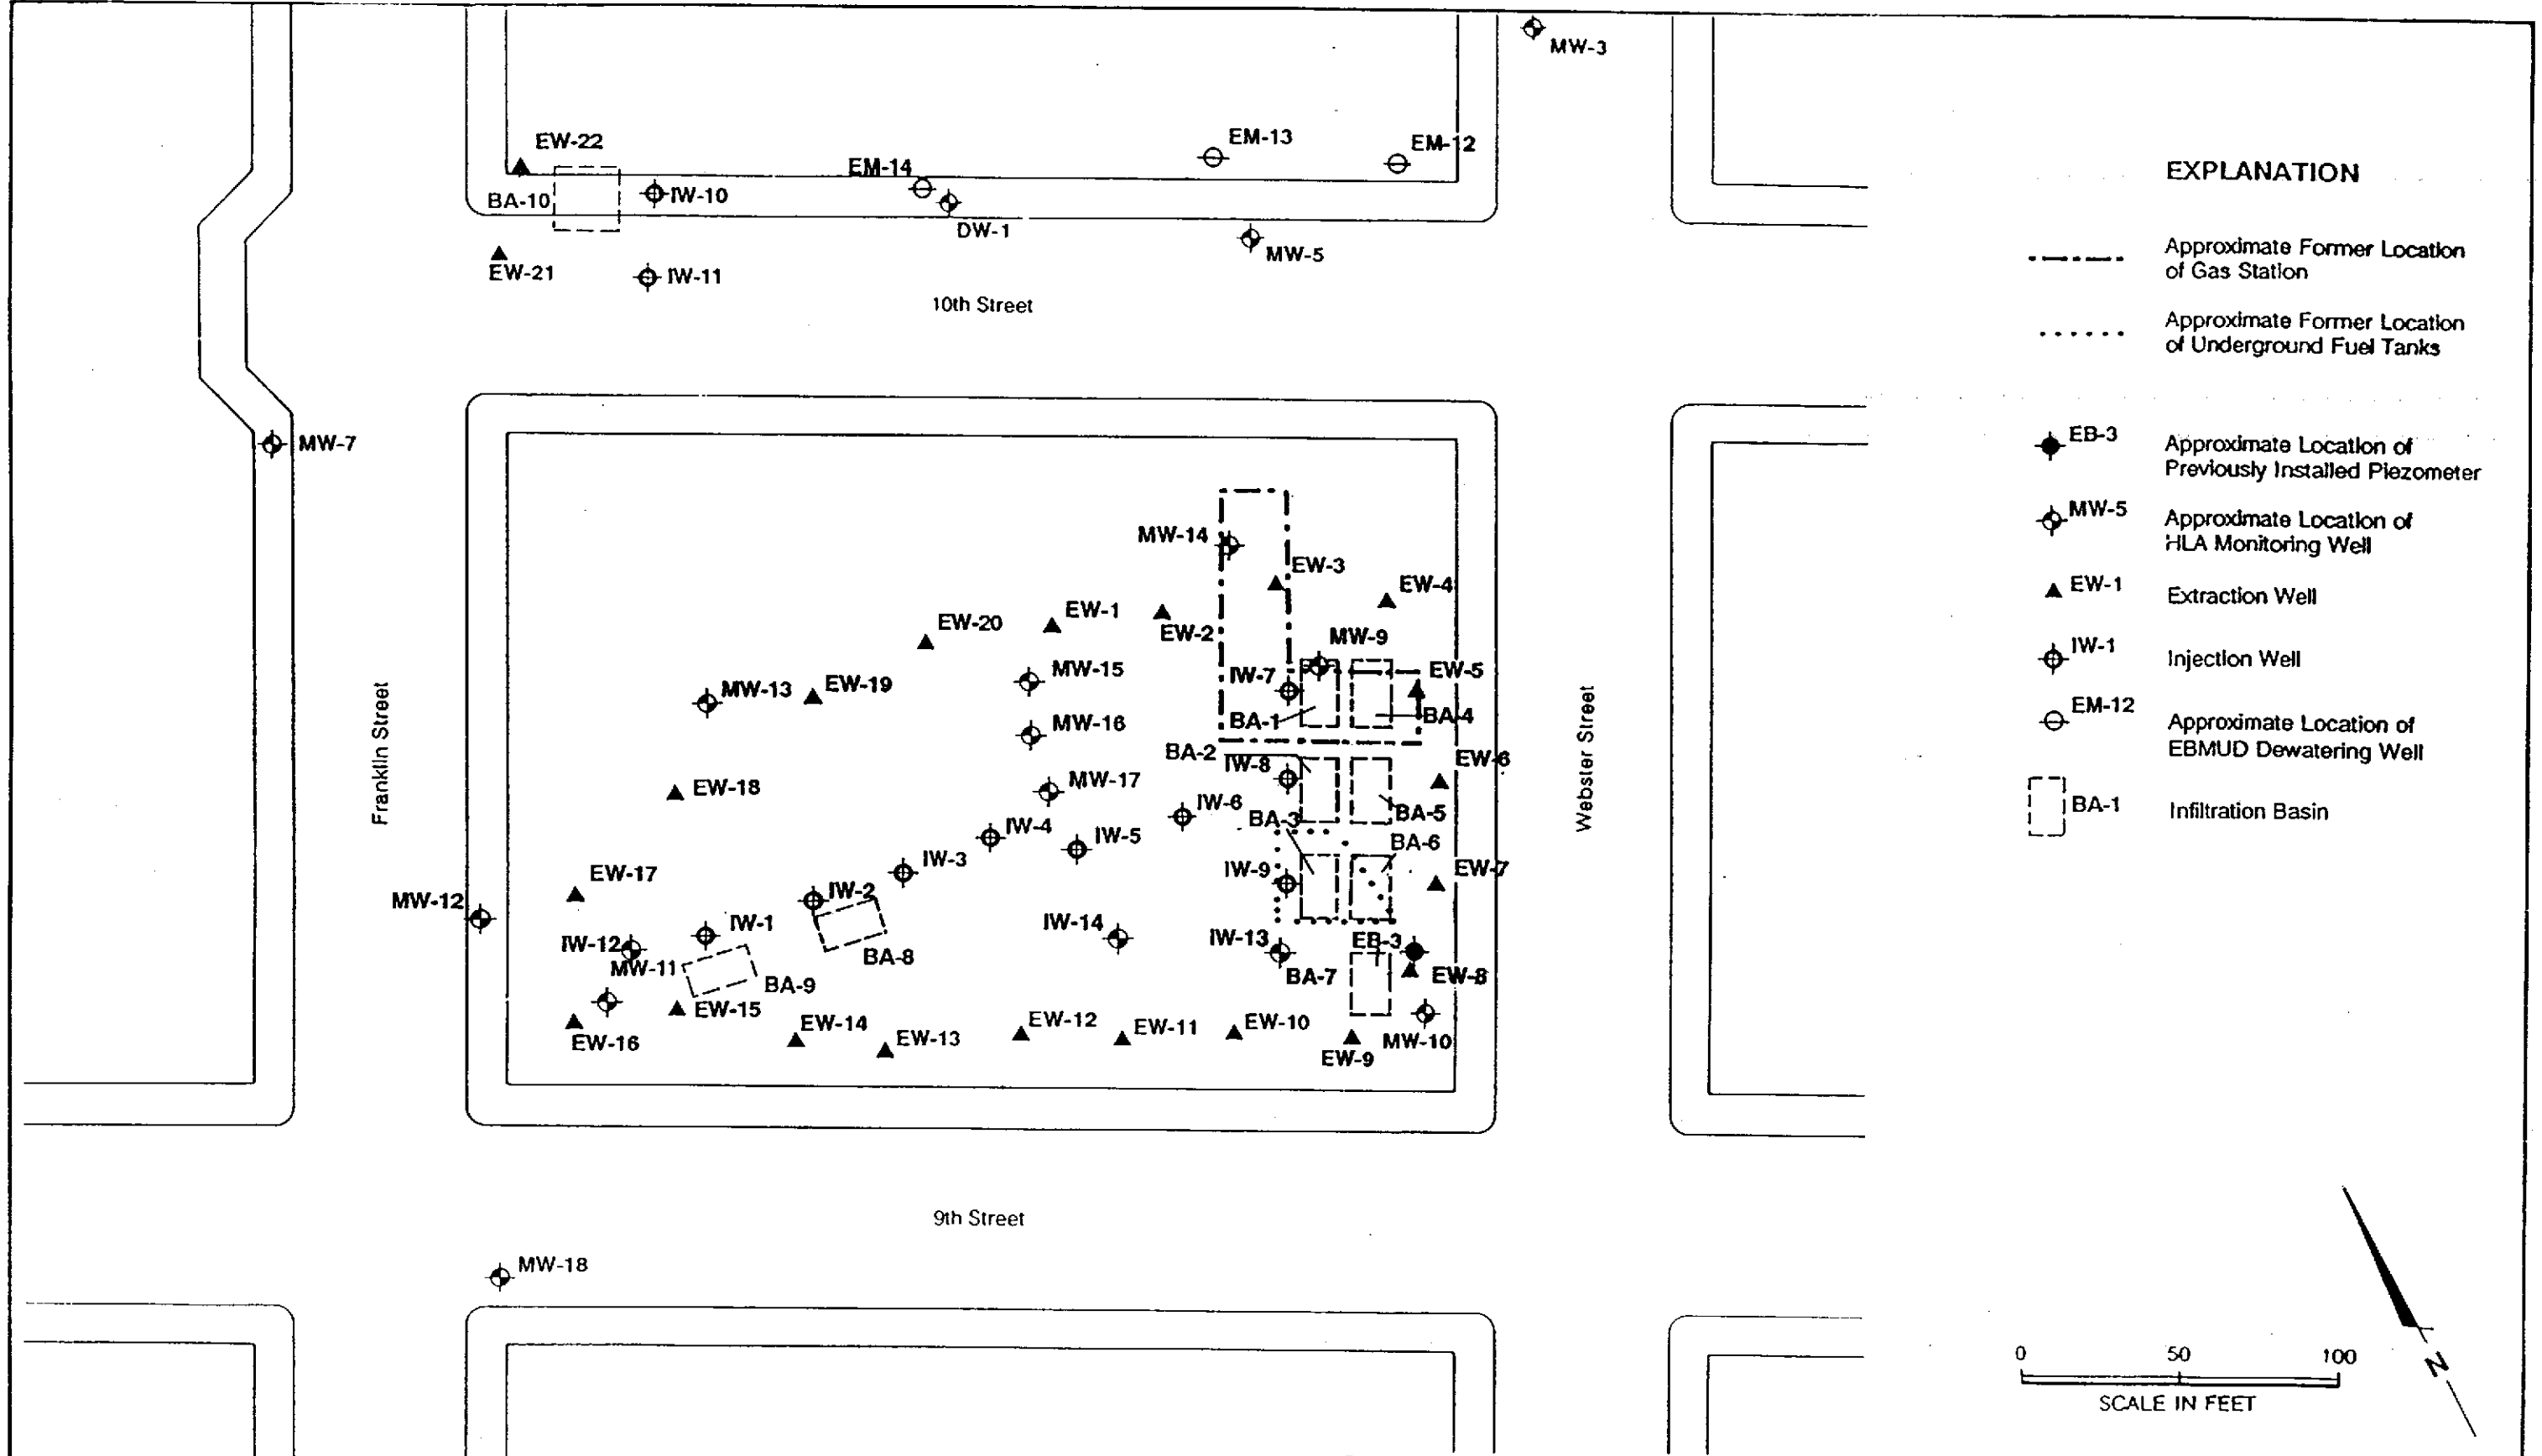 MW-3
EW-22
EM-14
EM-13
EM-12
BA-10
IW-10
DW-1
MW-5
EW-21
IW-11
10th Street
MW-7
MW-14
EW-3
EW-4
EW-20
EW-1
EW-2
MW-9
MW-13
EW-19
MW-15
IW-7
EW-5
BA-1
BA-4
MW-16
BA-2
IW-8
EW-6
Franklin Street
Webster Street
EW-18
MW-17
IW-6
BA-3
BA-5
IW-4
IW-5
BA-6
EW-17
IW-3
IW-9
EW-7
MW-12
IW-2
IW-1
IW-14
IW-13
EB-3
IW-12
MW-11
BA-8
BA-7
EW-8
BA-9
EW-15
EW-16
EW-14
EW-13
EW-12
EW-11
EW-10
EW-9
MW-10
9th Street
MW-18
EXPLANATION
Approximate Former Location
of Gas Station
Approximate Former Location
of Underground Fuel Tanks
EB-3
Approximate Location of
Previously Installed Piezometer
MW-5
Approximate Location of
HLA Monitoring Well
EW-1
Extraction Well
IW-1
Injection Well
EM-12
Approximate Location of
EBMUD Dewatering Well
BA-1
Infiltration Basin
N
0 50 100
SCALE IN FEET